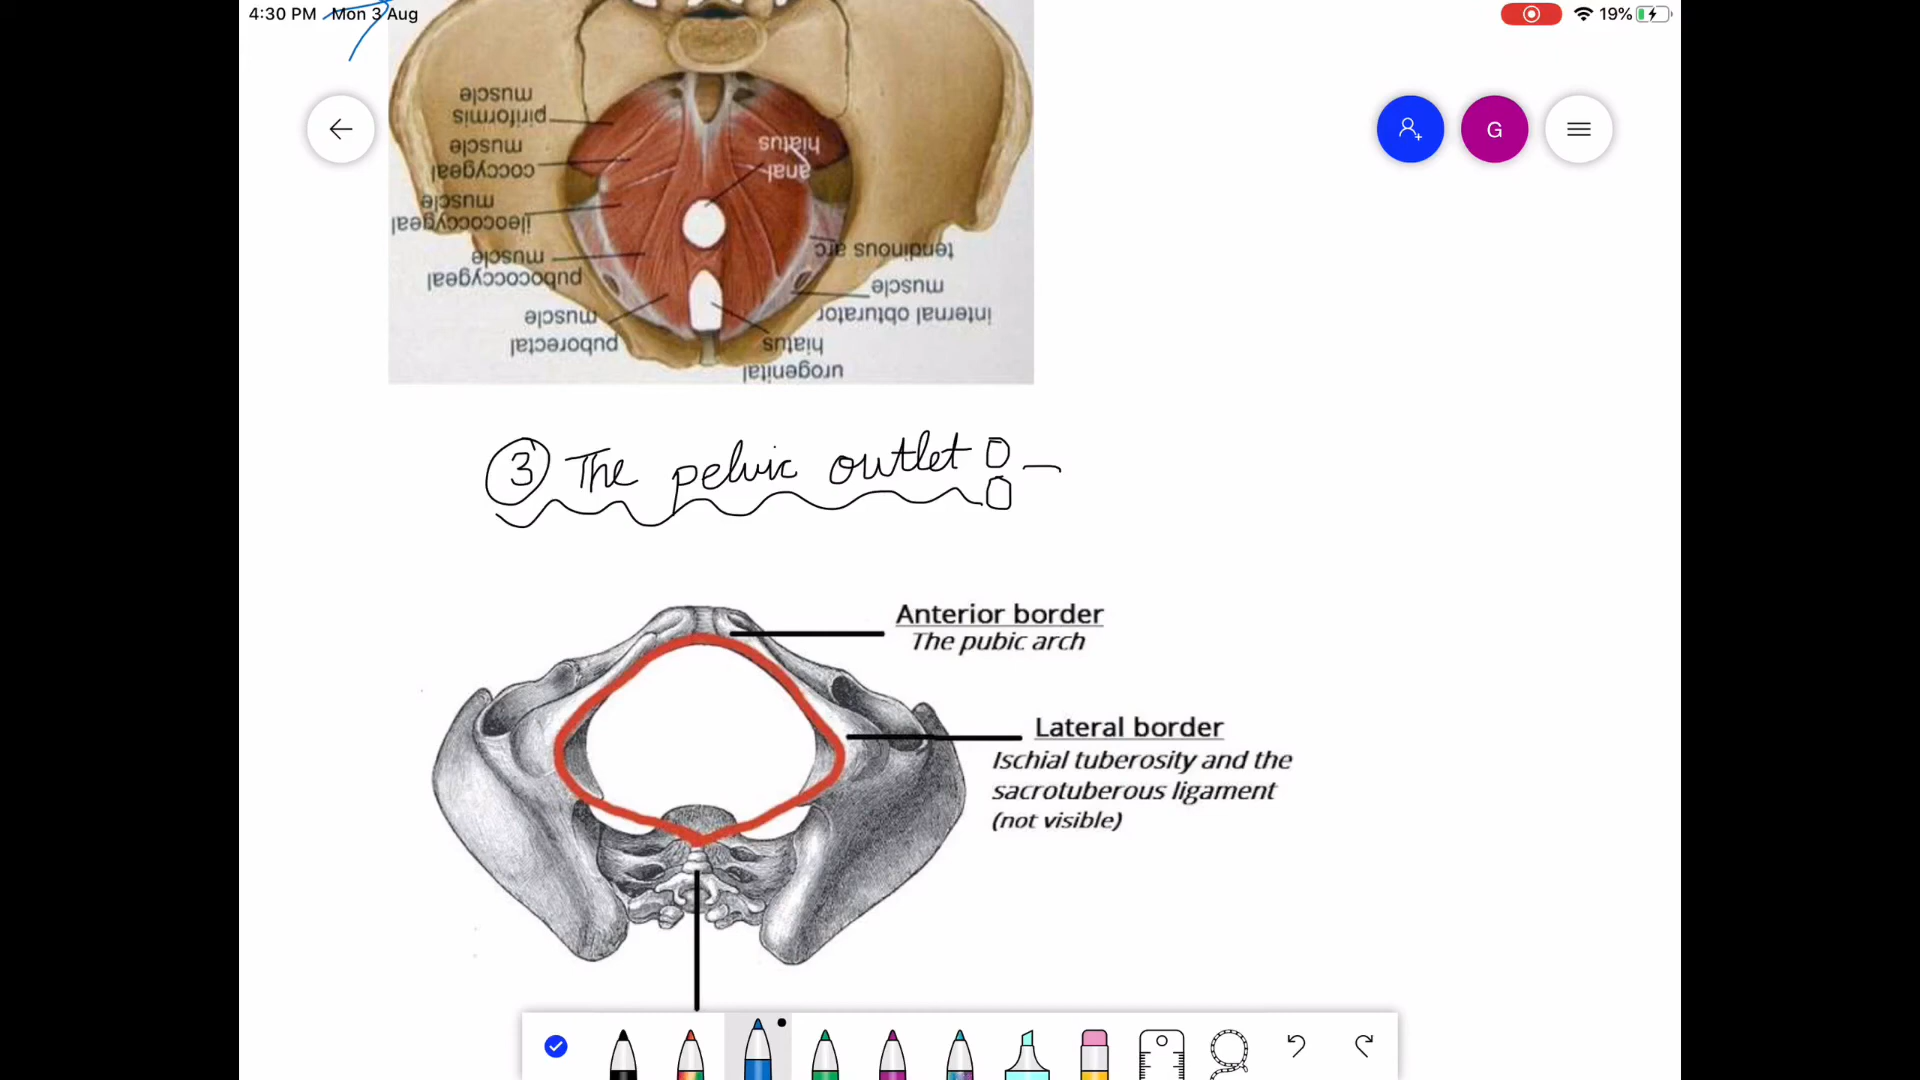 4:30 PM Mon 3 Aug
19%
G
piriformis
muscle
coccygeal
muscle
ileococcygeal
muscle
pubococcygeal
muscle
puborectal
muscle
anal
hiatus
tendinous arc
internal obturator
muscle
urogenital
hiatus
3 The pelvic outlet :-
Anterior border
The pubic arch
Lateral border
Ischial tuberosity and the
sacrotuberous ligament
(not visible)